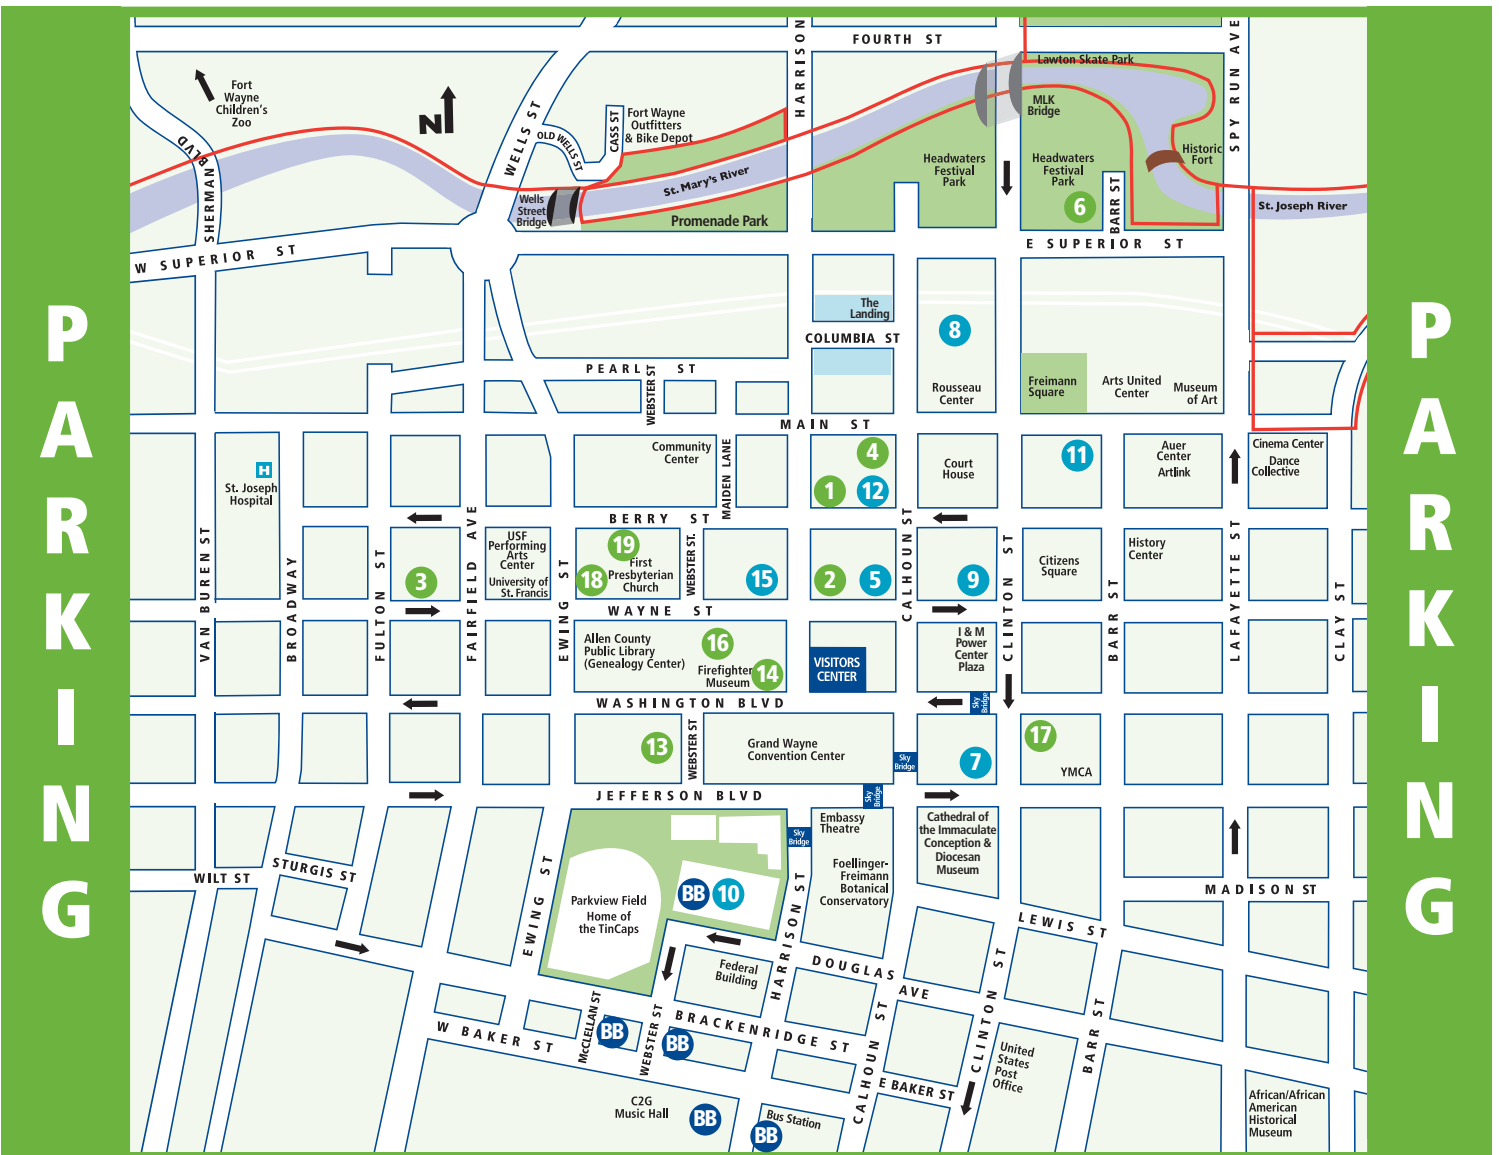 PARKING
PARKING
FOURTH ST
HARRISON
SPY RUN AVE
Lawton Skate Park
Fort
Wayne
Children's
Zoo
N
WELLS ST
OLD WELLS ST
CASS ST
Fort Wayne
Outfitters
& Bike Depot
MLK
Bridge
SHERMAN BLVD
Historic
Fort
Headwaters
Festival
Park
Headwaters
Festival
Park
St. Mary's River
Wells
Street
Bridge
Promenade Park
6
BARR ST
St. Joseph River
W SUPERIOR ST
E SUPERIOR ST
The
Landing
8
COLUMBIA ST
PEARL ST
WEBSTER ST
Rousseau
Center
Freimann
Square
Arts United
Center
Museum
of Art
MAIN ST
Community
Center
MAIDEN LANE
4
1
12
Court
House
11
Auer
Center
Artlink
Cinema Center
Dance
Collective
H
St. Joseph
Hospital
BERRY ST
VAN BUREN ST
BROADWAY
FULTON ST
FAIRFIELD AVE
EWING ST
CALHOUN ST
CLINTON ST
BARR ST
LAFAYETTE ST
CLAY ST
3
USF
Performing
Arts
Center
University of
St. Francis
19
18
First
Presbyterian
Church
WEBSTER ST.
15
2
5
9
Citizens
Square
History
Center
WAYNE ST
Allen County
Public Library
(Genealogy Center)
16
Firefighter
Museum
14
VISITORS
CENTER
I & M
Power
Center
Plaza
Sky
Bridge
WASHINGTON BLVD
13
WEBSTER ST
Grand Wayne
Convention Center
Sky
Bridge
7
17
YMCA
JEFFERSON BLVD
Sky
Bridge
Sky
Bridge
Embassy
Theatre
Foellinger-
Freimann
Botanical
Conservatory
Cathedral of
the Immaculate
Conception &
Diocesan
Museum
WILT ST
STURGIS ST
MADISON ST
EWING ST
Parkview Field
Home of
the TinCaps
BB
10
HARRISON ST
LEWIS ST
DOUGLAS AVE
Federal
Building
CALHOUN ST
CLINTON ST
BARR ST
W BAKER ST
McCLELLAN ST
BB
WEBSTER ST
BB
BRACKENRIDGE ST
E BAKER ST
United
States
Post
Office
C2G
Music Hall
BB
Bus Station
BB
African/African
American
Historical
Museum